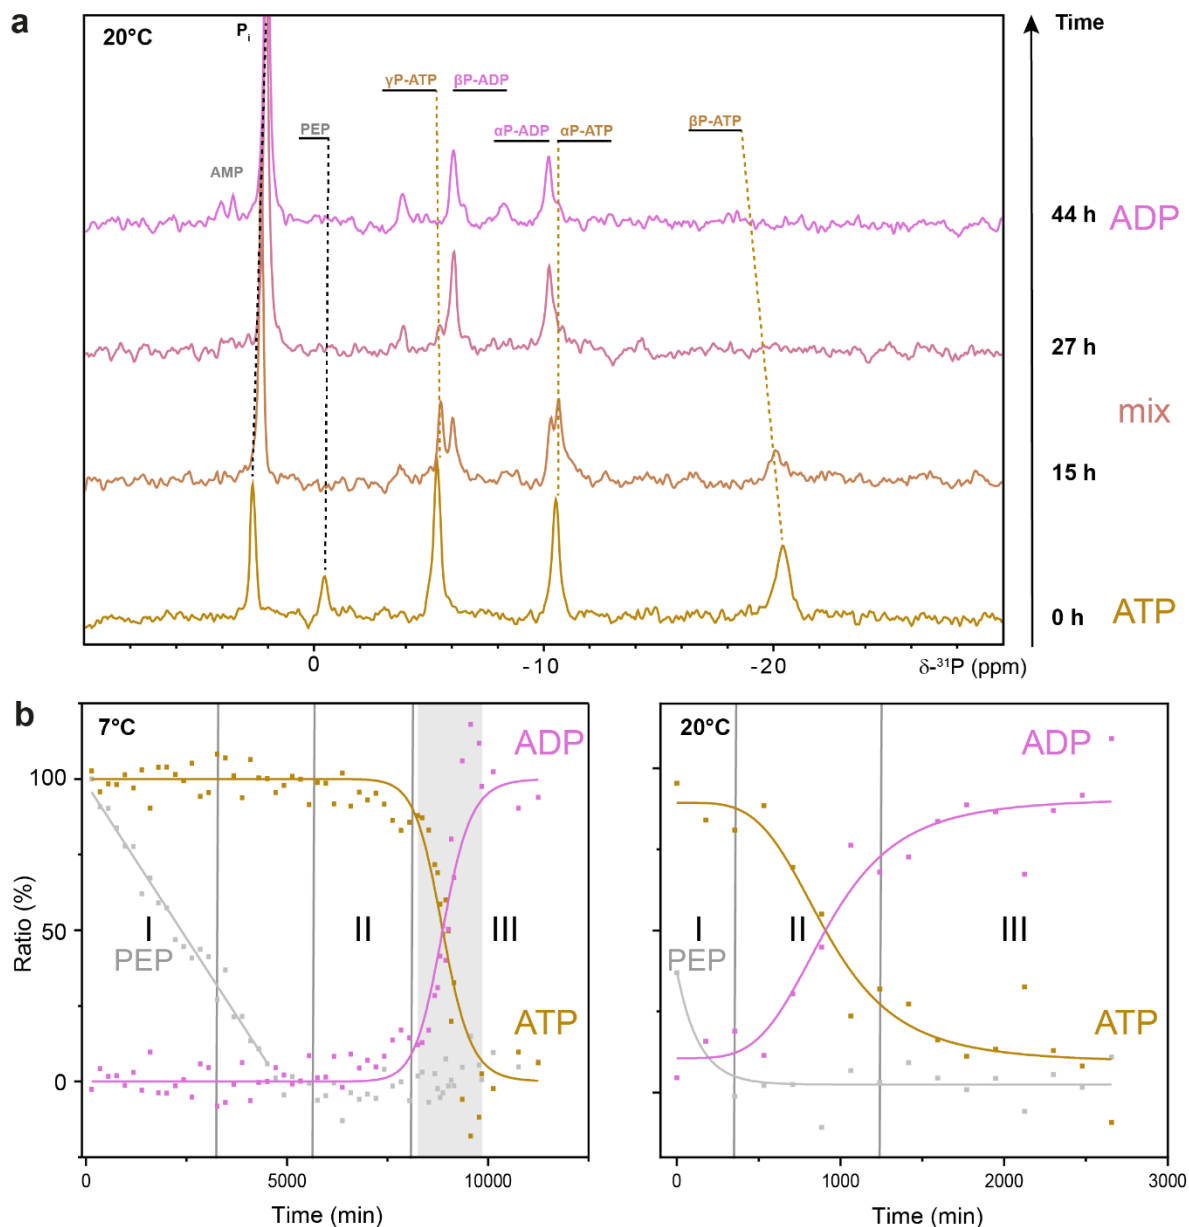 a
20°C
Pi
Time
γP-ATP
βP-ADP
PEP
αP-ADP
αP-ATP
βP-ATP
AMP
44 h
ADP
27 h
mix
15 h
0 h
ATP
0
-10
-20
δ-³¹P (ppm)
b
7°C
ADP
20°C
ADP
100
50
0
Ratio (%)
I
II
III
PEP
ATP
I
II
III
PEP
ATP
0
5000
10000
Time (min)
0
1000
2000
3000
Time (min)